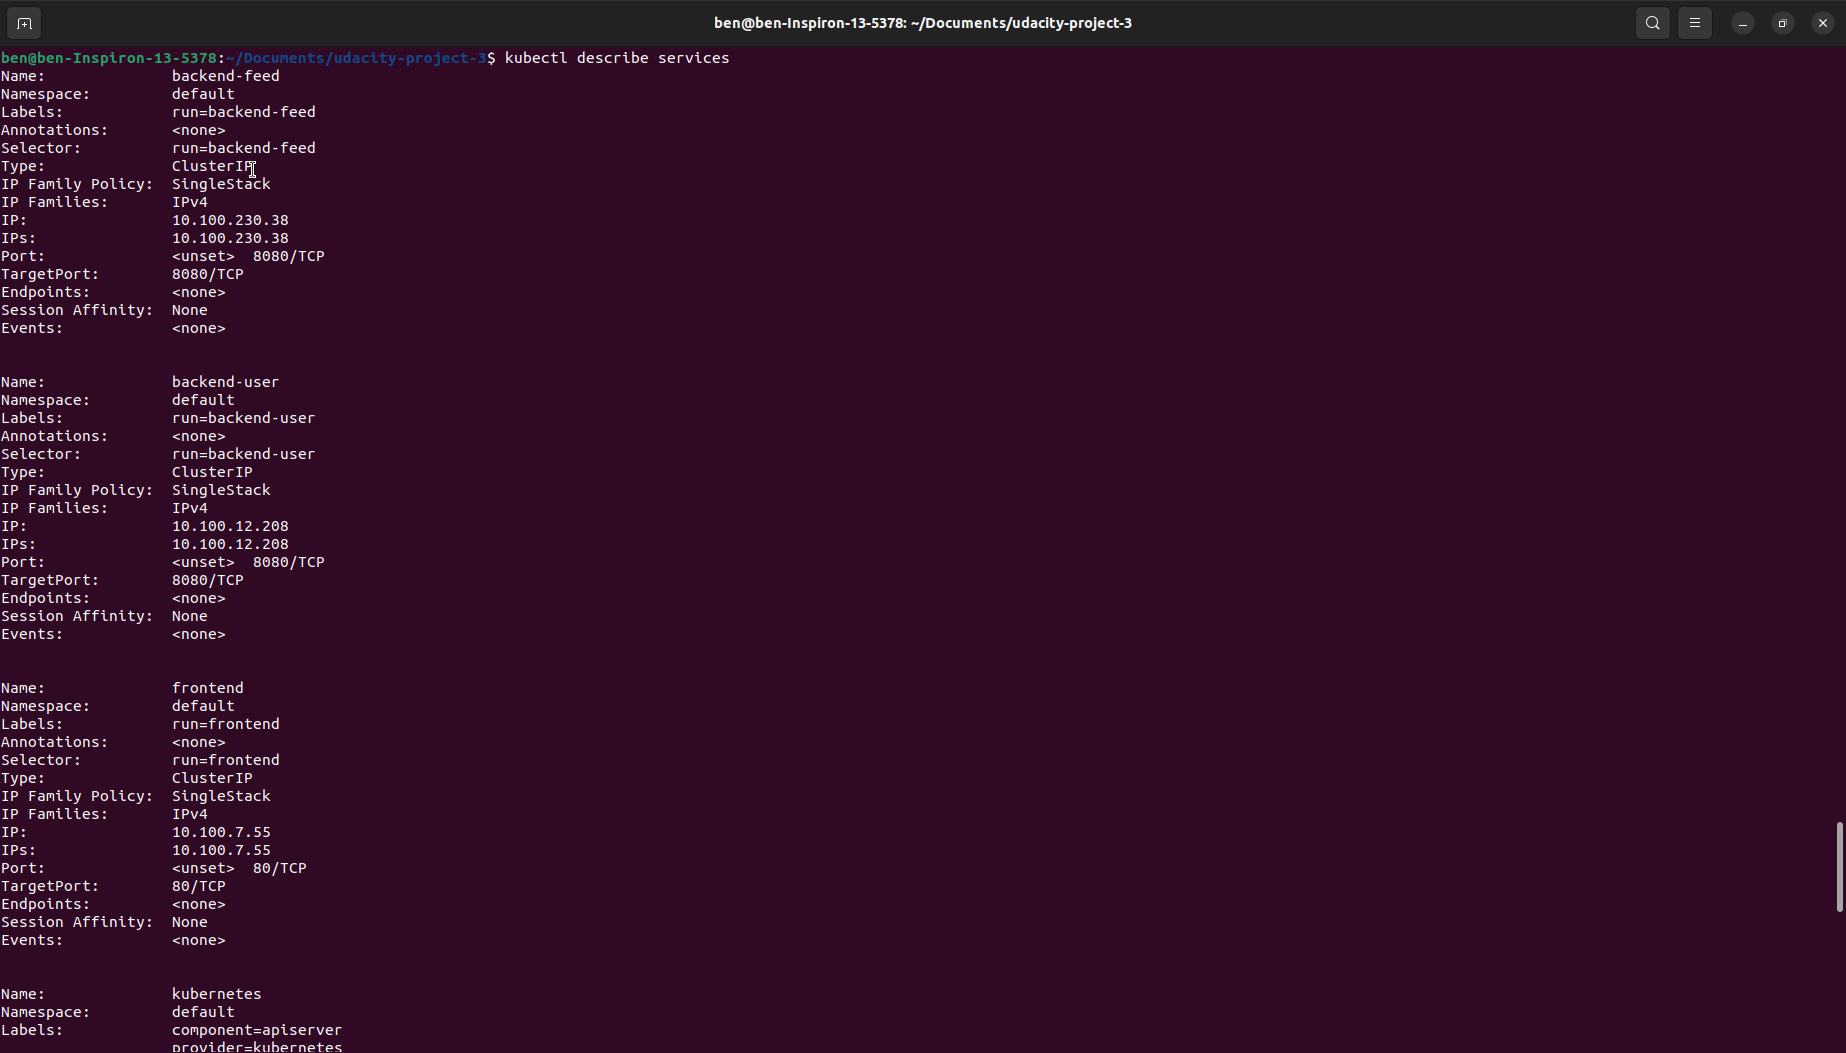 ben@ben-Inspiron-13-5378: ~/Documents/udacity-project-3
ben@ben-Inspiron-13-5378:~/Documents/udacity-project-3$ kubectl describe services
Name:              backend-feed
Namespace:         default
Labels:            run=backend-feed
Annotations:       <none>
Selector:          run=backend-feed
Type:              ClusterIP
IP Family Policy:  SingleStack
IP Families:       IPv4
IP:                10.100.230.38
IPs:               10.100.230.38
Port:              <unset>  8080/TCP
TargetPort:        8080/TCP
Endpoints:         <none>
Session Affinity:  None
Events:            <none>
Name:              backend-user
Namespace:         default
Labels:            run=backend-user
Annotations:       <none>
Selector:          run=backend-user
Type:              ClusterIP
IP Family Policy:  SingleStack
IP Families:       IPv4
IP:                10.100.12.208
IPs:               10.100.12.208
Port:              <unset>  8080/TCP
TargetPort:        8080/TCP
Endpoints:         <none>
Session Affinity:  None
Events:            <none>
Name:              frontend
Namespace:         default
Labels:            run=frontend
Annotations:       <none>
Selector:          run=frontend
Type:              ClusterIP
IP Family Policy:  SingleStack
IP Families:       IPv4
IP:                10.100.7.55
IPs:               10.100.7.55
Port:              <unset>  80/TCP
TargetPort:        80/TCP
Endpoints:         <none>
Session Affinity:  None
Events:            <none>
Name:              kubernetes
Namespace:         default
Labels:            component=apiserver
                   provider=kubernetes